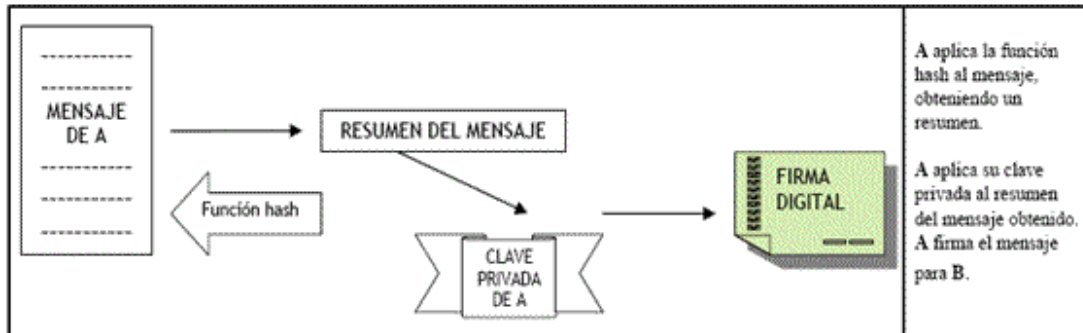 MENSAJE
DE A
RESUMEN DEL MENSAJE
Función hash
CLAVE
PRIVADA
DE A
FIRMA
DIGITAL
A aplica la función
hash al mensaje,
obteniendo un
resumen.
A aplica su clave
privada al resumen
del mensaje obtenido.
A firma el mensaje
para B.